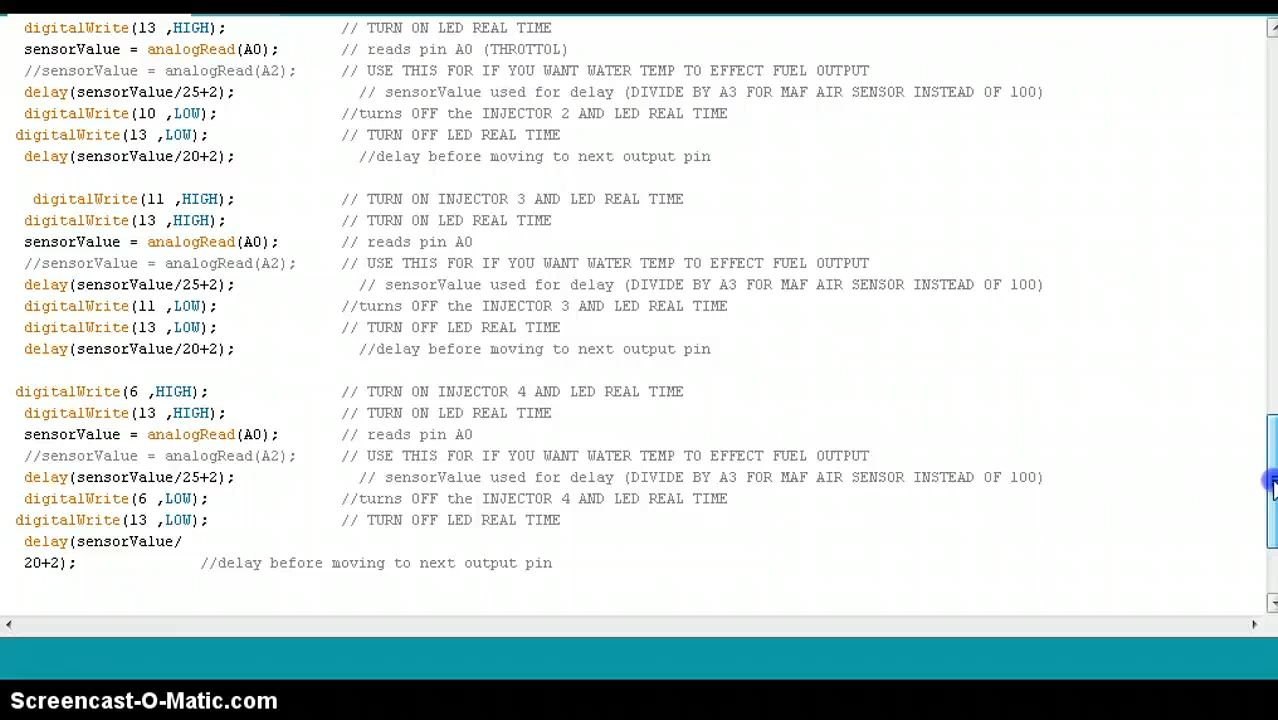 digitalWrite(13 ,HIGH); // TURN ON LED REAL TIME
sensorValue = analogRead(A0); // reads pin A0 (THROTTOL)
//sensorValue = analogRead(A2); // USE THIS FOR IF YOU WANT WATER TEMP TO EFFECT FUEL OUTPUT
delay(sensorValue/25+2); // sensorValue used for delay (DIVIDE BY A3 FOR MAF AIR SENSOR INSTEAD OF 100)
digitalWrite(10 ,LOW); //turns OFF the INJECTOR 2 AND LED REAL TIME
digitalWrite(13 ,LOW); // TURN OFF LED REAL TIME
delay(sensorValue/20+2); //delay before moving to next output pin
digitalWrite(11 ,HIGH); // TURN ON INJECTOR 3 AND LED REAL TIME
digitalWrite(13 ,HIGH); // TURN ON LED REAL TIME
sensorValue = analogRead(A0); // reads pin A0
//sensorValue = analogRead(A2); // USE THIS FOR IF YOU WANT WATER TEMP TO EFFECT FUEL OUTPUT
delay(sensorValue/25+2); // sensorValue used for delay (DIVIDE BY A3 FOR MAF AIR SENSOR INSTEAD OF 100)
digitalWrite(11 ,LOW); //turns OFF the INJECTOR 3 AND LED REAL TIME
digitalWrite(13 ,LOW); // TURN OFF LED REAL TIME
delay(sensorValue/20+2); //delay before moving to next output pin
digitalWrite(6 ,HIGH); // TURN ON INJECTOR 4 AND LED REAL TIME
digitalWrite(13 ,HIGH); // TURN ON LED REAL TIME
sensorValue = analogRead(A0); // reads pin A0
//sensorValue = analogRead(A2); // USE THIS FOR IF YOU WANT WATER TEMP TO EFFECT FUEL OUTPUT
delay(sensorValue/25+2); // sensorValue used for delay (DIVIDE BY A3 FOR MAF AIR SENSOR INSTEAD OF 100)
digitalWrite(6 ,LOW); //turns OFF the INJECTOR 4 AND LED REAL TIME
digitalWrite(13 ,LOW); // TURN OFF LED REAL TIME
delay(sensorValue/
20+2); //delay before moving to next output pin
Screencast-O-Matic.com